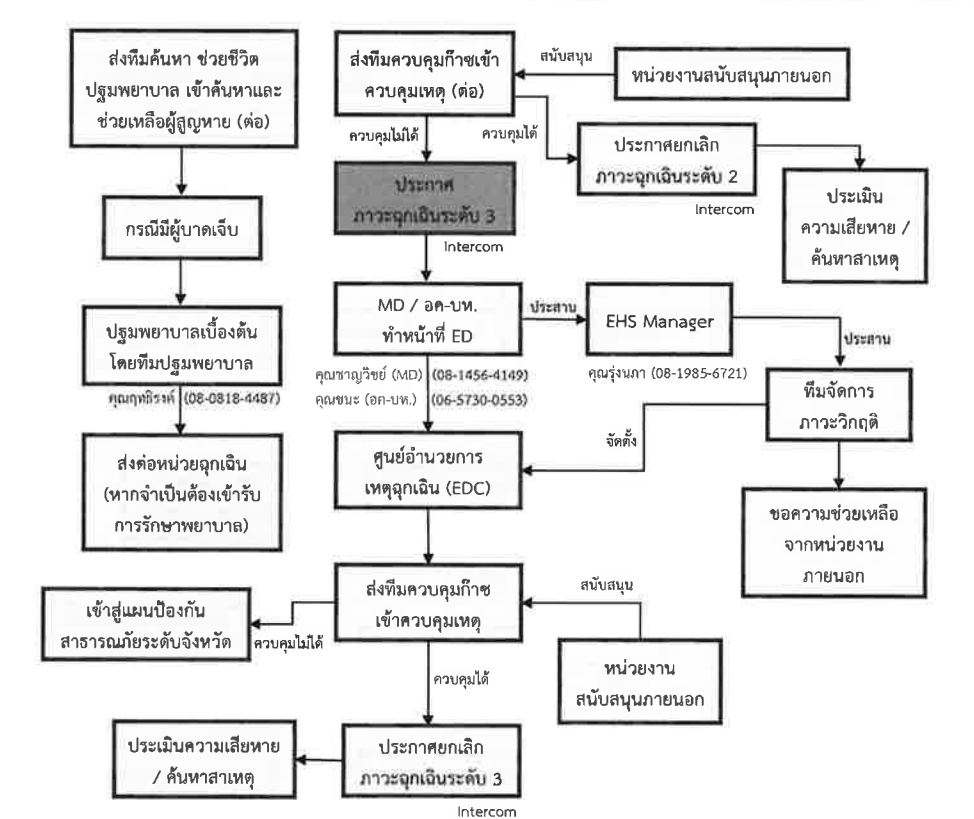 ส่งทีมค้นหา ช่วยชีวิต
ปฐมพยาบาล เข้าค้นหาและ
ช่วยเหลือผู้สูญหาย (ต่อ)
กรณีมีผู้บาดเจ็บ
ปฐมพยาบาลเบื้องต้น
โดยทีมปฐมพยาบาล
คุณฤทธิรงค์ (08-0818-4487)
ส่งต่อหน่วยฉุกเฉิน
(หากจำเป็นต้องเข้ารับ
การรักษาพยาบาล)
ส่งทีมควบคุมก๊าซเข้า
ควบคุมเหตุ (ต่อ)
สนับสนุน
หน่วยงานสนับสนุนภายนอก
ควบคุมไม่ได้
ควบคุมได้
ประกาศยกเลิก
ภาวะฉุกเฉินระดับ 2
Intercom
ประเมิน
ความเสียหาย /
ค้นหาสาเหตุ
ประกาศ
ภาวะฉุกเฉินระดับ 3
Intercom
MD / อค-บห.
ทำหน้าที่ ED
ประสาน
EHS Manager
ประสาน
คุณชาญวิชย์ (MD) (08-1456-4149)
คุณชนะ (อค-บห.) (06-5730-0553)
คุณรุ่งนภา (08-1985-6721)
ทีมจัดการ
ภาวะวิกฤติ
จัดตั้ง
ศูนย์อำนวยการ
เหตุฉุกเฉิน (EDC)
ขอความช่วยเหลือ
จากหน่วยงาน
ภายนอก
ส่งทีมควบคุมก๊าซ
เข้าควบคุมเหตุ
สนับสนุน
หน่วยงาน
สนับสนุนภายนอก
ควบคุมไม่ได้
เข้าสู่แผนป้องกัน
สาธารณภัยระดับจังหวัด
ควบคุมได้
ประกาศยกเลิก
ภาวะฉุกเฉินระดับ 3
Intercom
ประเมินความเสียหาย
/ ค้นหาสาเหตุ